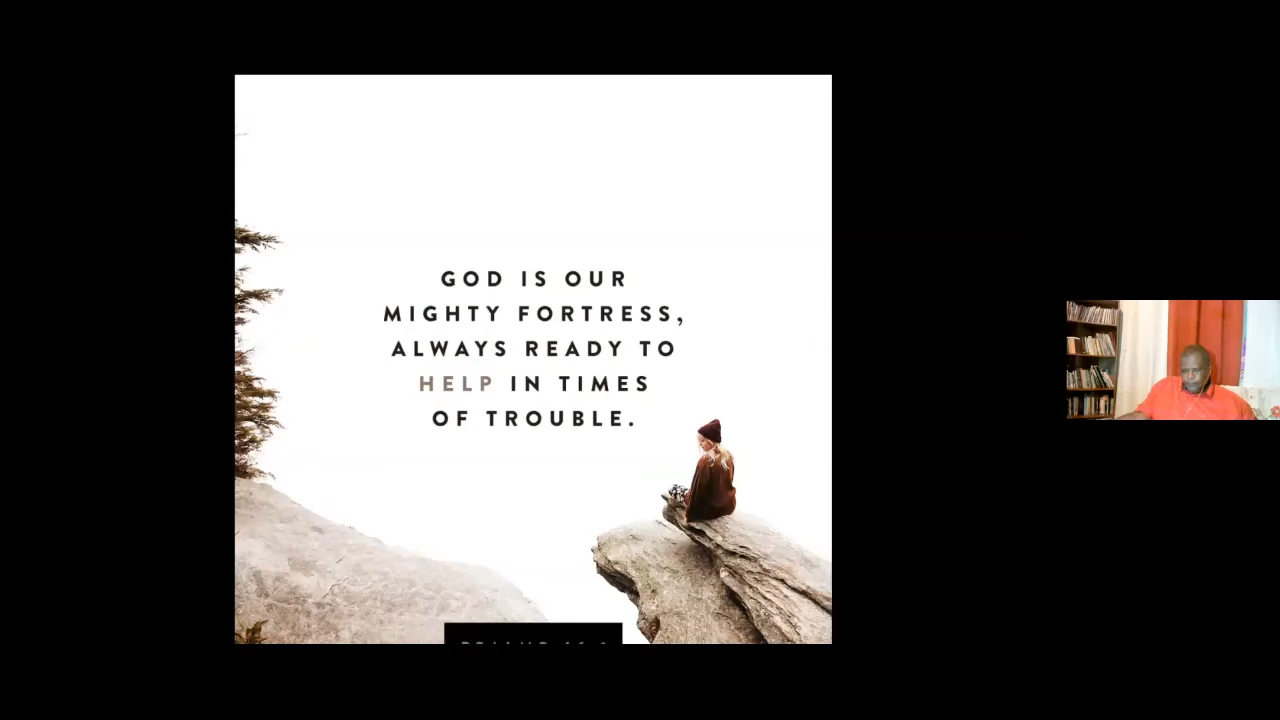 GOD IS OUR
MIGHTY FORTRESS,
ALWAYS READY TO
HELP IN TIMES
OF TROUBLE.